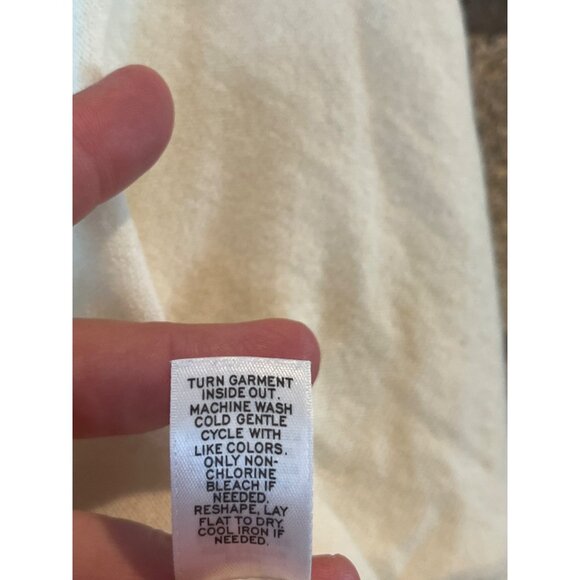 TURN GARMENT
INSIDE OUT.
MACHINE WASH
COLD GENTLE
CYCLE WITH
LIKE COLORS.
ONLY NON-
CHLORINE
BLEACH IF
NEEDED.
RESHAPE, LAY
FLAT TO DRY.
COOL IRON IF
NEEDED.